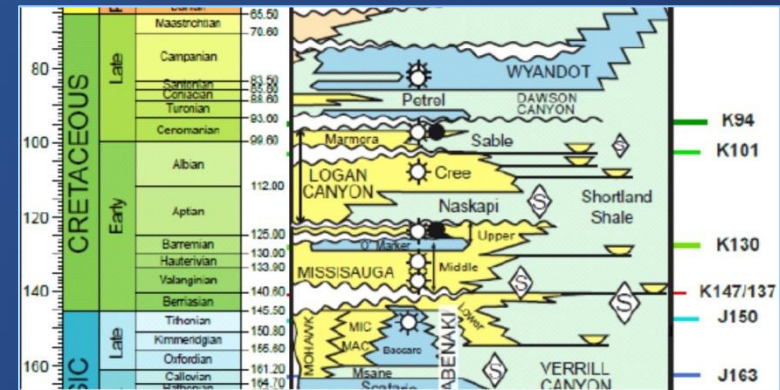 65.50
Maastrichtian
70.60
80
Late
Campanian
WYANDOT
83.50
Santonian
Coniacian
88.60
Petrel
DAWSON
CANYON
Turonian
93.00
K94
Cenomanian
Marmora
Sable
S
100
99.60
K101
CRETACEOUS
Albian
LOGAN
CANYON
Cree
112.00
Early
Aptian
Naskapi
S
Shortland
Shale
120
125.00
Upper
Barremian
O Marker
K130
130.00
Hauterivian
133.90
MISSISAUGA
Middle
Valanginian
S
140
140.60
K147/137
Berriasian
S
145.50
Lower
Tithonian
J150
150.80
MOHAWK
MIC
MAC
Baccaro
ABENAKI
Late
Kimmeridgian
155.60
Oxfordian
160
161.20
SIC
Callovian
Misane
S
VERRILL
CANYON
J163
164.70
Scatarie